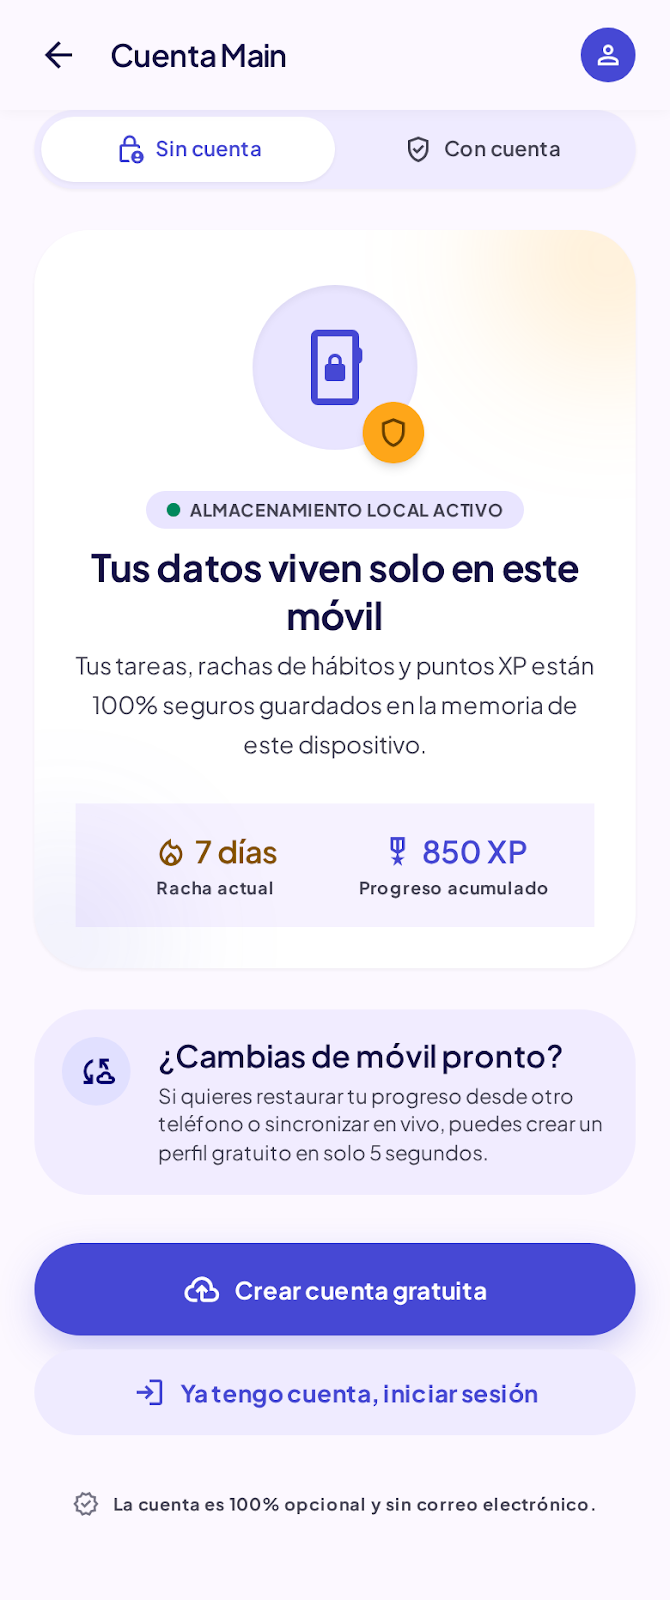 Cuenta Main
Sin cuenta
Con cuenta
ALMACENAMIENTO LOCAL ACTIVO
Tus datos viven solo en este
móvil
Tus tareas, rachas de hábitos y puntos XP están
100% seguros guardados en la memoria de
este dispositivo.
7 días
850 XP
Racha actual
Progreso acumulado
¿Cambias de móvil pronto?
Si quieres restaurar tu progreso desde otro
teléfono o sincronizar en vivo, puedes crear un
perfil gratuito en solo 5 segundos.
Crear cuenta gratuita
Ya tengo cuenta, iniciar sesión
La cuenta es 100% opcional y sin correo electrónico.